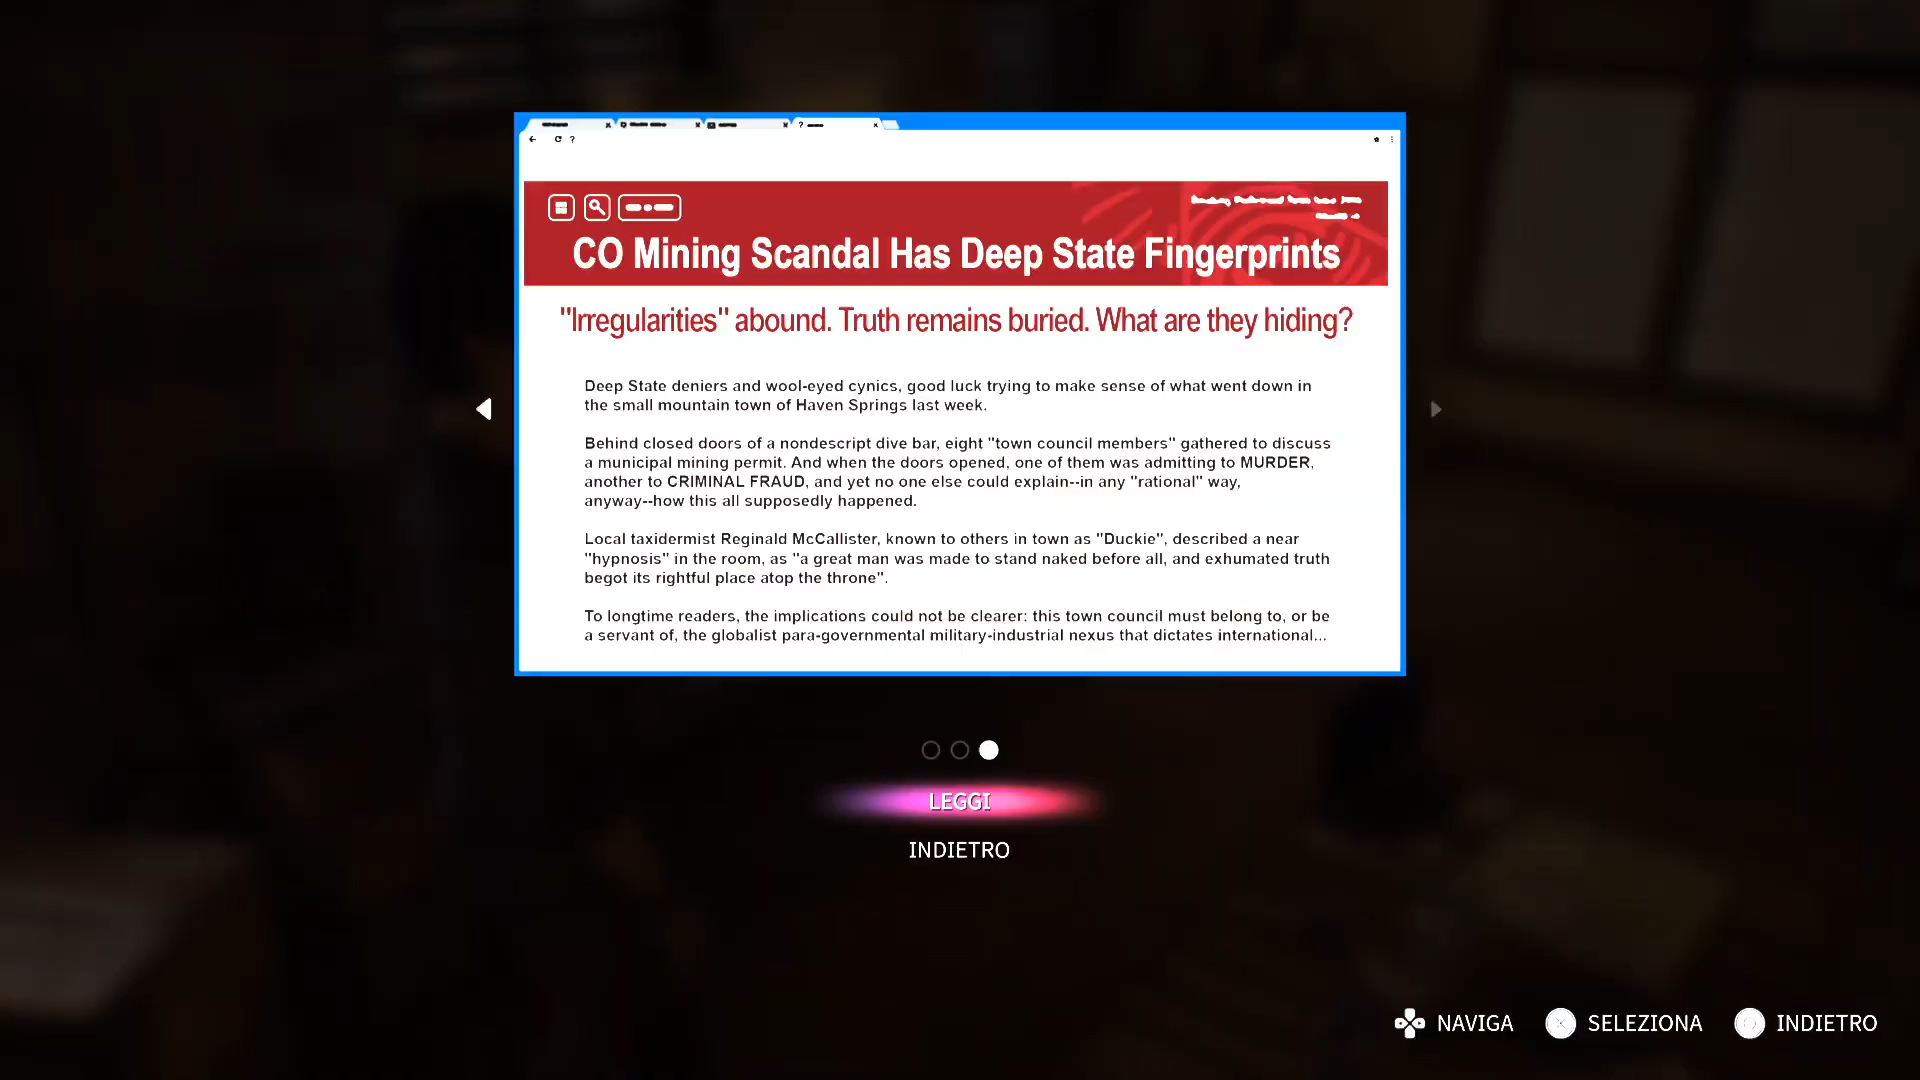 CO Mining Scandal Has Deep State Fingerprints
"Irregularities" abound. Truth remains buried. What are they hiding?
Deep State deniers and wool-eyed cynics, good luck trying to make sense of what went down in
the small mountain town of Haven Springs last week.
Behind closed doors of a nondescript dive bar, eight "town council members" gathered to discuss
a municipal mining permit. And when the doors opened, one of them was admitting to MURDER,
another to CRIMINAL FRAUD, and yet no one else could explain--in any "rational" way,
anyway--how this all supposedly happened.
Local taxidermist Reginald McCallister, known to others in town as "Duckie", described a near
"hypnosis" in the room, as "a great man was made to stand naked before all, and exhumated truth
begot its rightful place atop the throne".
To longtime readers, the implications could not be clearer: this town council must belong to, or be
a servant of, the globalist para-governmental military-industrial nexus that dictates international...
LEGGI
INDIETRO
NAVIGA SELEZIONA INDIETRO